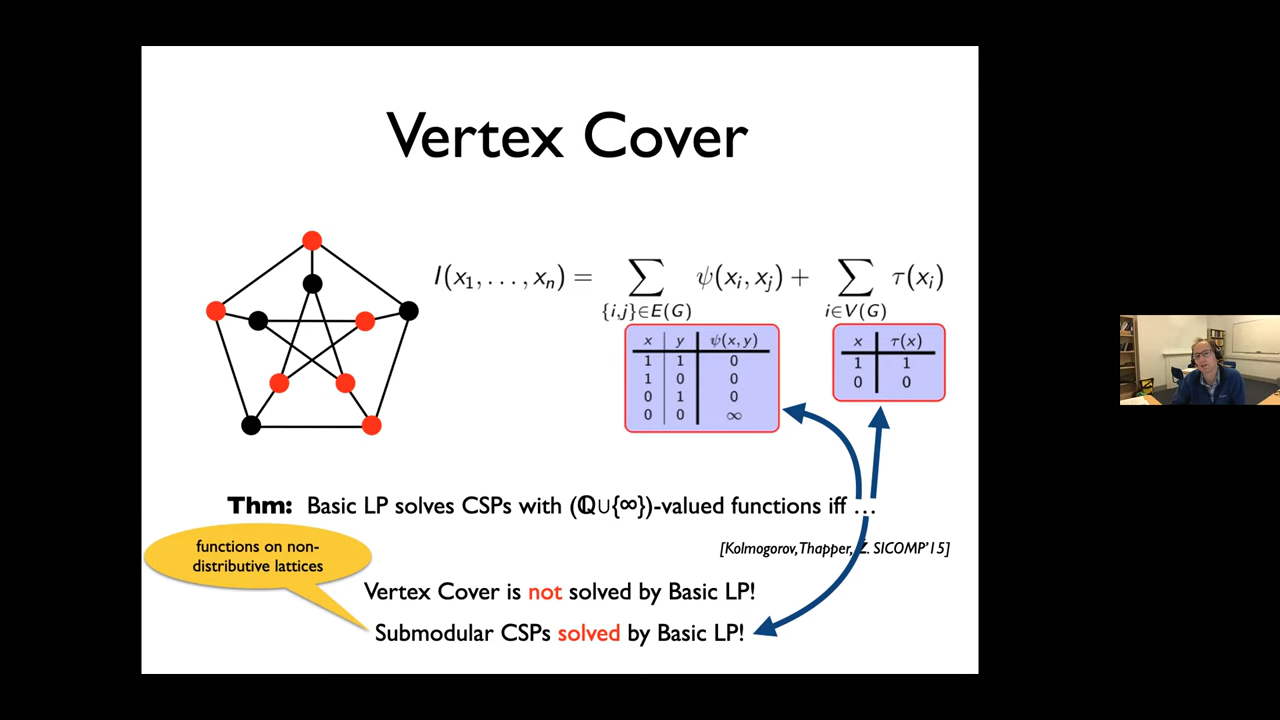 Vertex Cover
I(x₁, . . . , xₙ) = ∑ ψ(xᵢ, xⱼ) + ∑ τ(xᵢ)
{i,j}∈E(G) i∈V(G)
x y ψ(x, y)
1 1 0
1 0 0
0 1 0
0 0 ∞
x τ(x)
1 1
0 0
Thm: Basic LP solves CSPs with (ℚ∪{∞})-valued functions iff ...
[Kolmogorov, Thapper, Z. SICOMP'15]
functions on non-
distributive lattices
Vertex Cover is not solved by Basic LP!
Submodular CSPs solved by Basic LP!